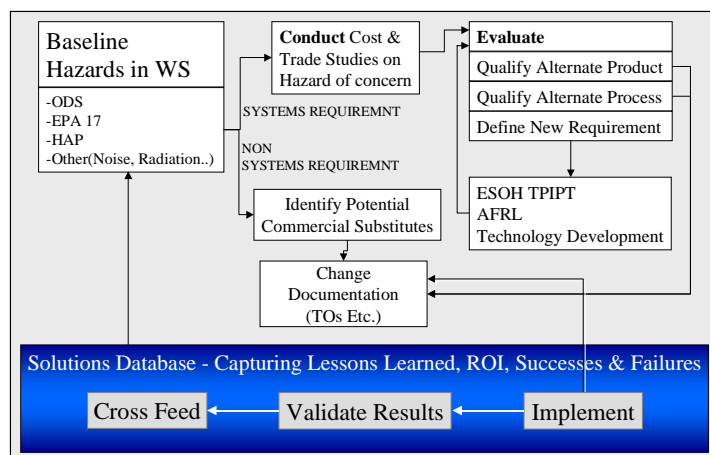 Baseline
Hazards in WS
-ODS
-EPA 17
-HAP
-Other(Noise, Radiation..)
Conduct Cost &
Trade Studies on
Hazard of concern
SYSTEMS REQUIREMNT
NON
SYSTEMS REQUIREMNT
Evaluate
Qualify Alternate Product
Qualify Alternate Process
Define New Requirement
ESOH TPIPT
AFRL
Technology Development
Identify Potential
Commercial Substitutes
Change
Documentation
(TOs Etc.)
Solutions Database - Capturing Lessons Learned, ROI, Successes & Failures
Cross Feed
Validate Results
Implement